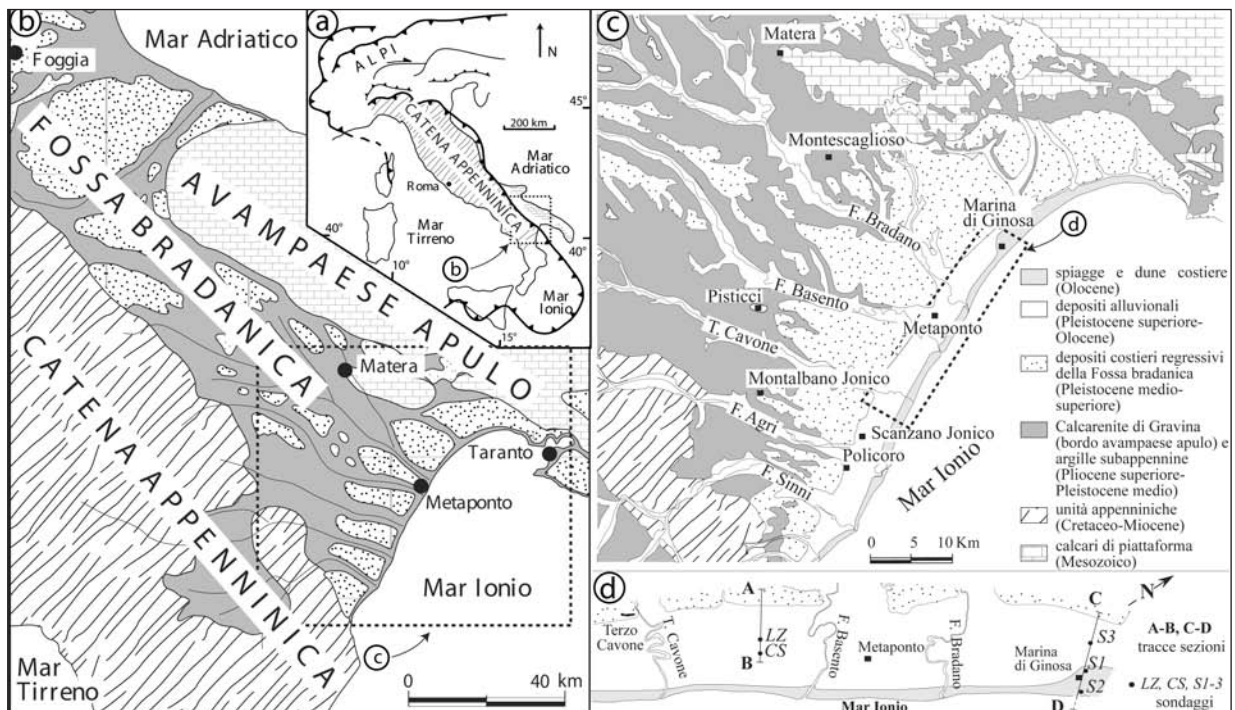 b
Mar Adriatico
Foggia
FOSSA BRADANICA
AVAMPAESE APULO
CATENA APPENNINICA
Matera
Taranto
Metaponto
Mar Ionio
Mar
Tirreno
c
0 40 km
a
N
ALPI
CATENA APPENNINICA
45°
200 km
Mar
Adriatico
Roma
Mar
Tirreno
40°
40°
10°
b
Mar
Ionio
15°
c
Matera
Montescaglioso
Marina
di Ginosa
F. Bradano
d
F. Basento
Pisticci
Metaponto
T. Cavone
Montalbano Jonico
F. Agri
Scanzano Jonico
Policoro
F. Sinni
Mar Ionio
0 5 10 Km
spiagge e dune costiere
(Olocene)
depositi alluvionali
(Pleistocene superiore-
Olocene)
depositi costieri regressivi
della Fossa bradanica
(Pleistocene medio-
superiore)
Calcarenite di Gravina
(bordo avampaese apulo) e
argille subappennine
(Pliocene superiore-
Pleistocene medio)
unità appenniniche
(Cretaceo-Miocene)
calcari di piattaforma
(Mesozoico)
d
A
C
N
Terzo
Cavone
T. Cavone
LZ
CS
B
F. Basento
Metaponto
F. Bradano
Marina
di Ginosa
S3
S1
S2
D
Mar Ionio
A-B, C-D
tracce sezioni
LZ, CS, S1-3
sondaggi